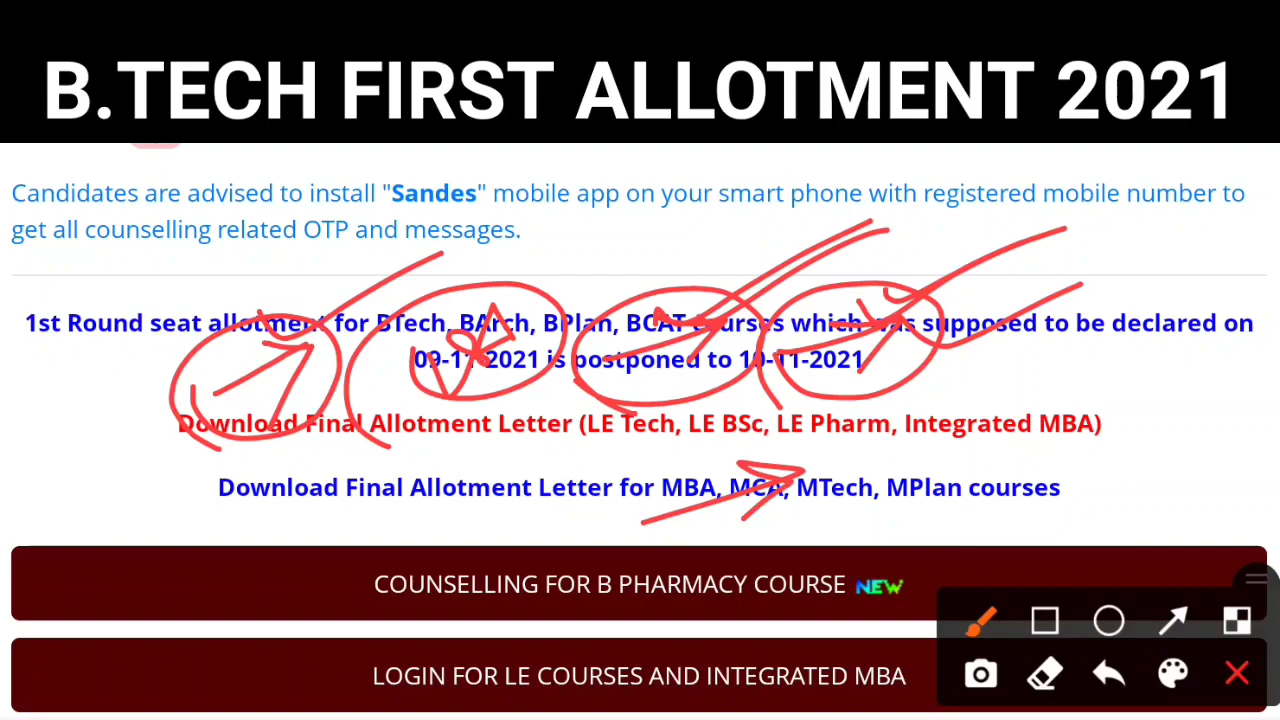 B.TECH FIRST ALLOTMENT 2021
Candidates are advised to install "Sandes" mobile app on your smart phone with registered mobile number to
get all counselling related OTP and messages.
1st Round seat allotment for BTech, BArch, BPlan, BCAT courses which was supposed to be declared on
09-11-2021 is postponed to 10-11-2021
Download Final Allotment Letter (LE Tech, LE BSc, LE Pharm, Integrated MBA)
Download Final Allotment Letter for MBA, MCA, MTech, MPlan courses
COUNSELLING FOR B PHARMACY COURSE NEW
LOGIN FOR LE COURSES AND INTEGRATED MBA